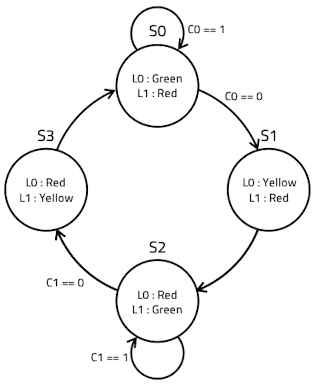 S0
C0 == 1
L0 : Green
L1 : Red
C0 == 0
S3
S1
L0 : Red
L1 : Yellow
L0 : Yellow
L1 : Red
S2
C1 == 0
L0 : Red
L1 : Green
C1 == 1